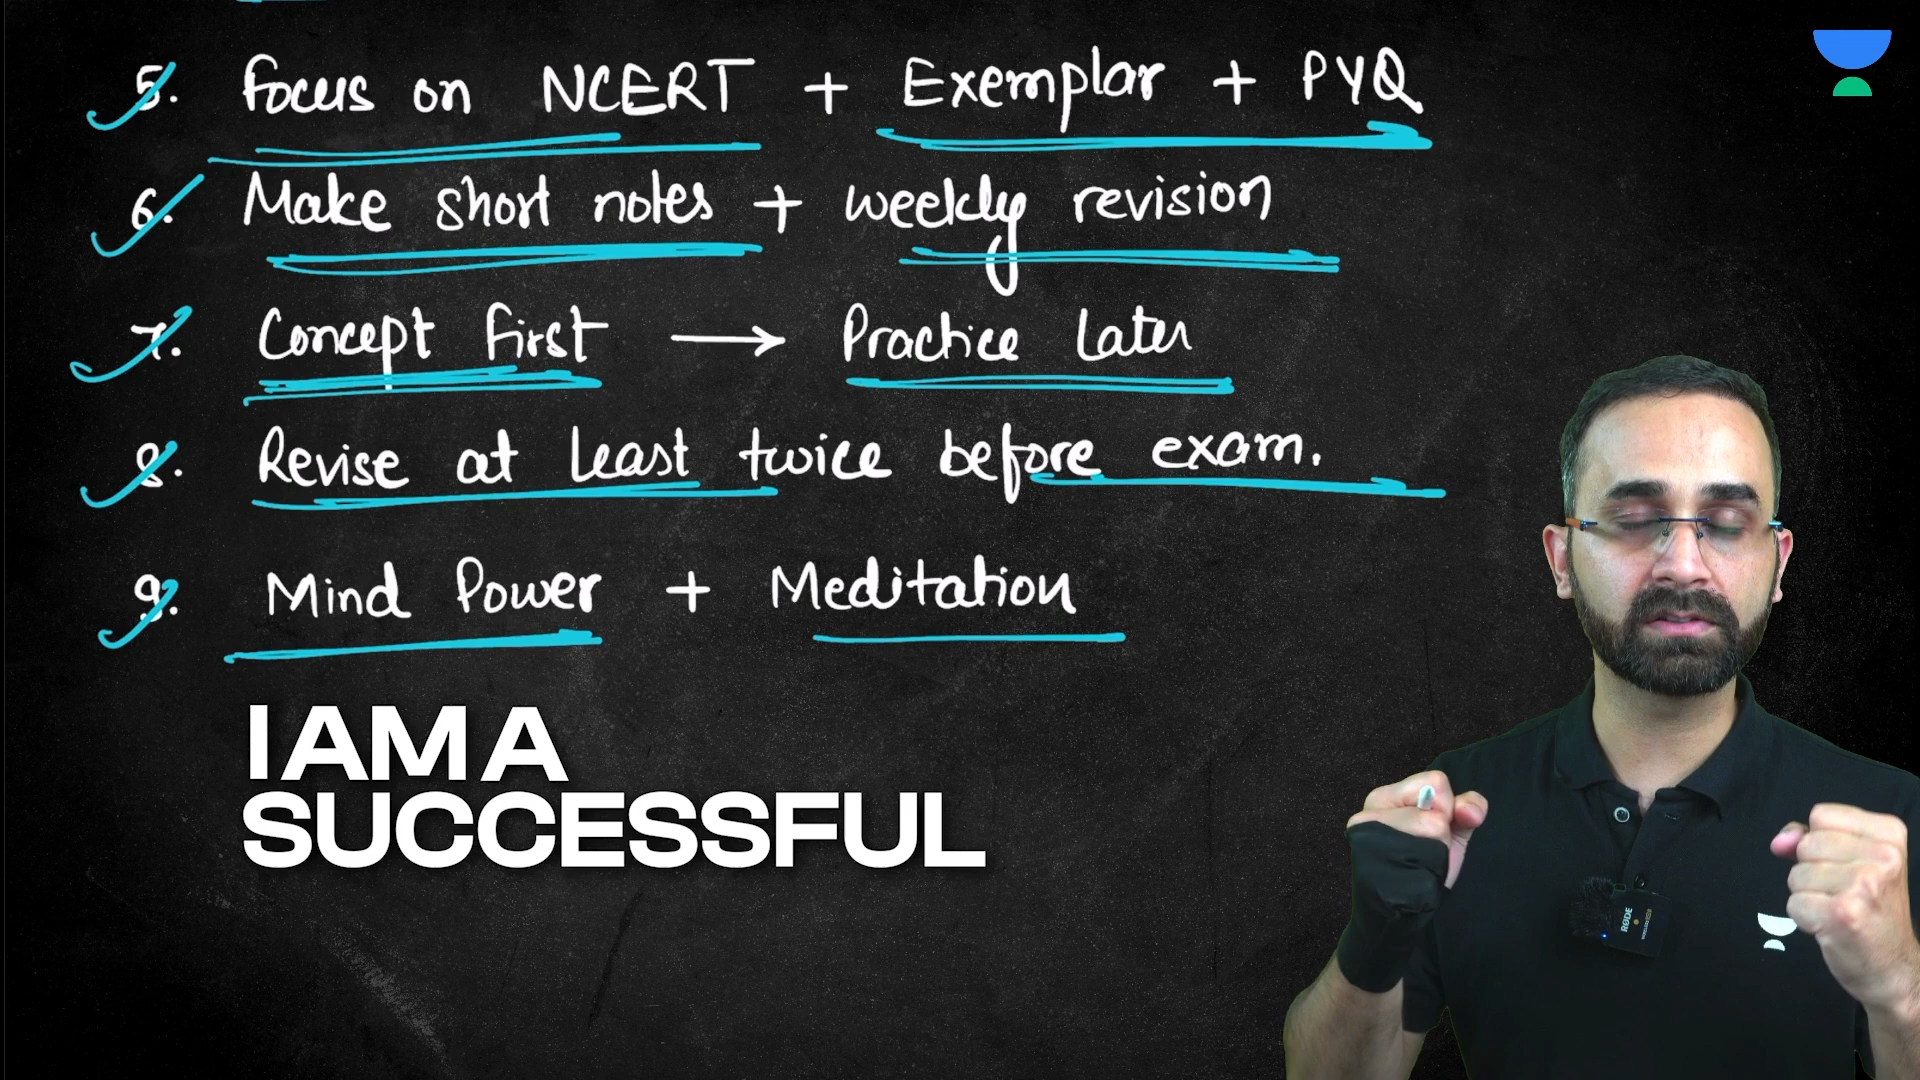 5. Focus on NCERT + Exemplar + PYQ
6. Make short notes + weekly revision
7. Concept first → Practice Later
8. Revise at least twice before exam.
9. Mind Power + Meditation
I AM A
SUCCESSFUL
RØDE